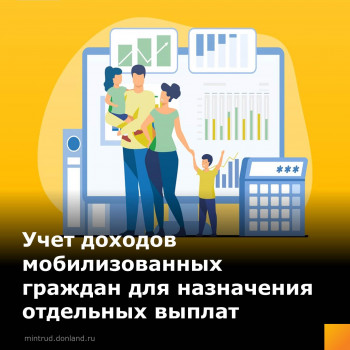 ***
Учет доходов
мобилизованных
граждан для назначения
отдельных выплат
mintrud.donland.ru